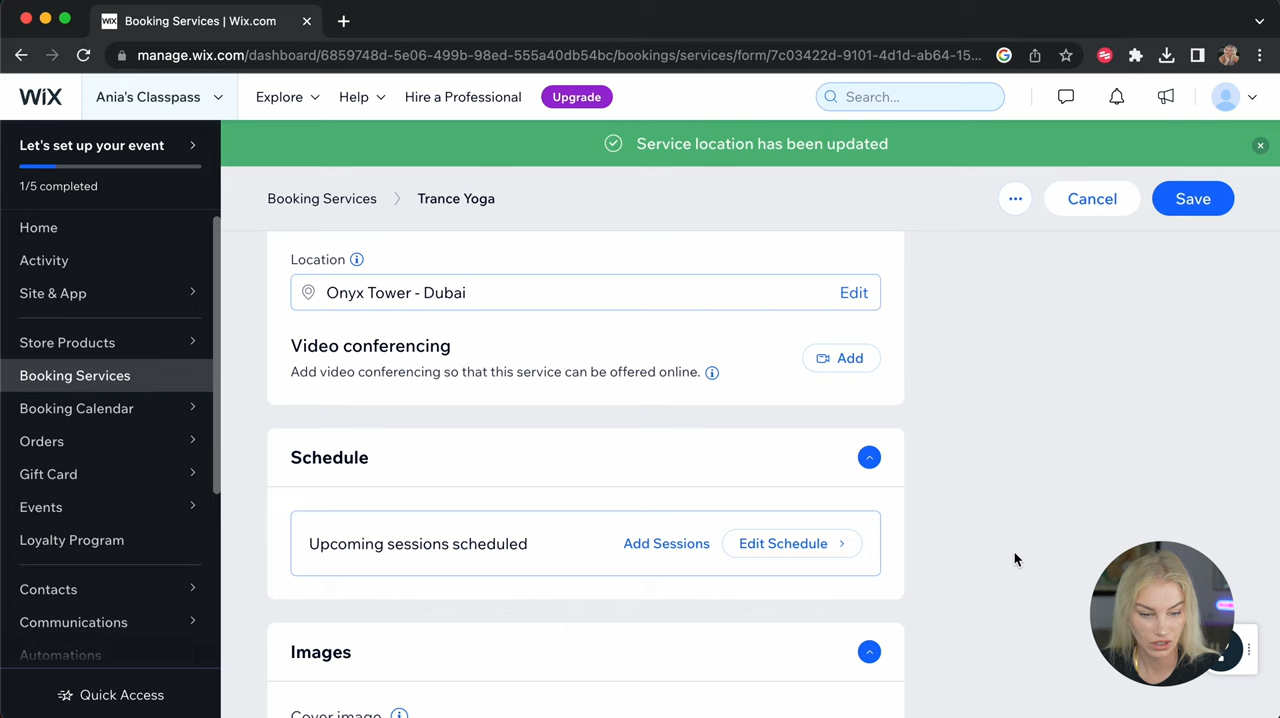 Booking Services | Wix.com
manage.wix.com/dashboard/6859748d-5e06-499b-98ed-555a40db54bc/bookings/services/form/7c03422d-9101-4d1d-ab64-15...
WiX
Ania's Classpass
Explore
Help
Hire a Professional
Upgrade
Search...
Let's set up your event
1/5 completed
Service location has been updated
Booking Services
Trance Yoga
Cancel
Save
Home
Activity
Site & App
Store Products
Booking Services
Booking Calendar
Orders
Gift Card
Events
Loyalty Program
Contacts
Communications
Automations
Quick Access
Location
Onyx Tower - Dubai
Edit
Video conferencing
Add video conferencing so that this service can be offered online.
Add
Schedule
Upcoming sessions scheduled
Add Sessions
Edit Schedule
Images
Cover image